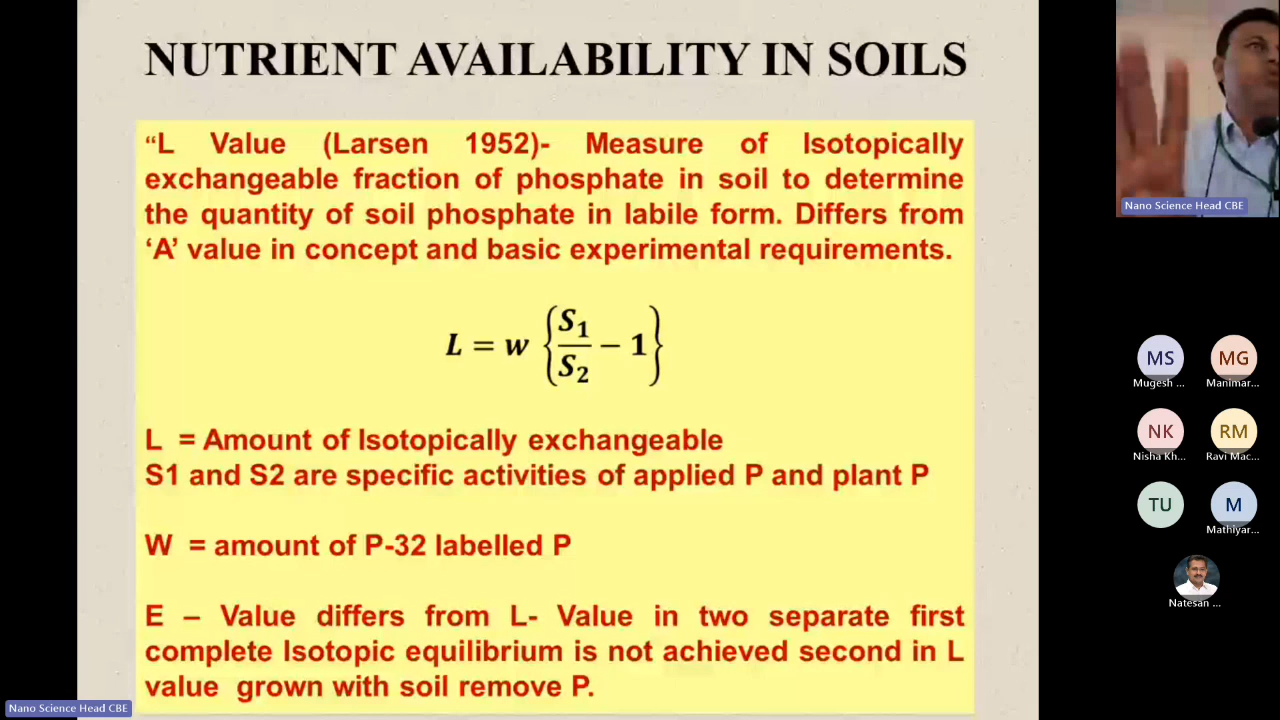 NUTRIENT AVAILABILITY IN SOILS
“L Value (Larsen 1952)- Measure of Isotopically
exchangeable fraction of phosphate in soil to determine
the quantity of soil phosphate in labile form. Differs from
‘A’ value in concept and basic experimental requirements.
L = w {S1/S2 − 1}
L = Amount of Isotopically exchangeable
S1 and S2 are specific activities of applied P and plant P
W = amount of P-32 labelled P
E – Value differs from L- Value in two separate first
complete Isotopic equilibrium is not achieved second in L
value grown with soil remove P.
Nano Science Head CBE
Nano Science Head CBE
MS
MG
Mugesh ...
Manimar...
NK
RM
Nisha Kh...
Ravi Mac...
TU
M
Mathiyar...
Natesan ...